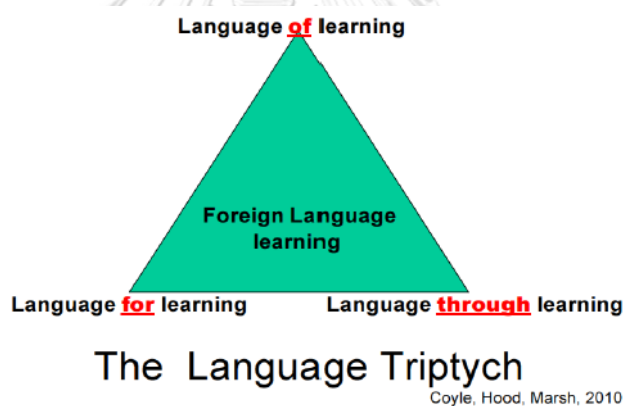 Language of learning
Foreign Language
learning
Language for learning
Language through learning
The Language Triptych
Coyle, Hood, Marsh, 2010